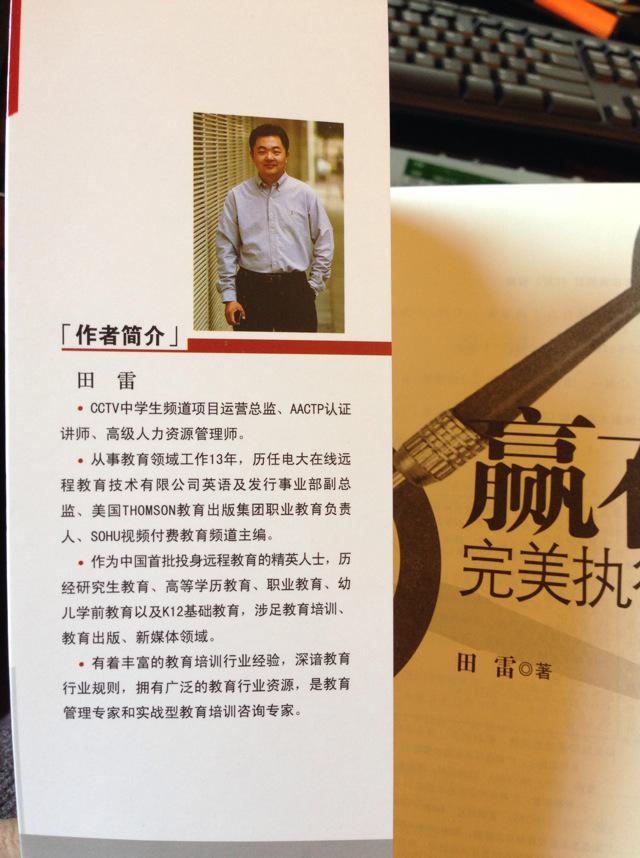 「作者简介」
田 雷
• CCTV中学生频道项目运营总监、AACTP认证
讲师、高级人力资源管理师。
• 从事教育领域工作13年，历任电大在线远
程教育技术有限公司英语及发行事业部副总
监、美国THOMSON教育出版集团职业教育负责
人、SOHU视频付费教育频道主编。
• 作为中国首批投身远程教育的精英人士，历
经研究生教育、高等学历教育、职业教育、幼
儿学前教育以及K12基础教育，涉足教育培训、
教育出版、新媒体领域。
• 有着丰富的教育培训行业经验，深谙教育
行业规则，拥有广泛的教育行业资源，是教育
管理专家和实战型教育培训咨询专家。
赢在
完美执行
田 雷◎著